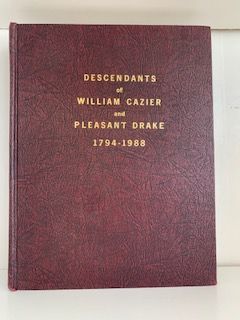 DESCENDANTS
of
WILLIAM CAZIER
and
PLEASANT DRAKE
1794-1988